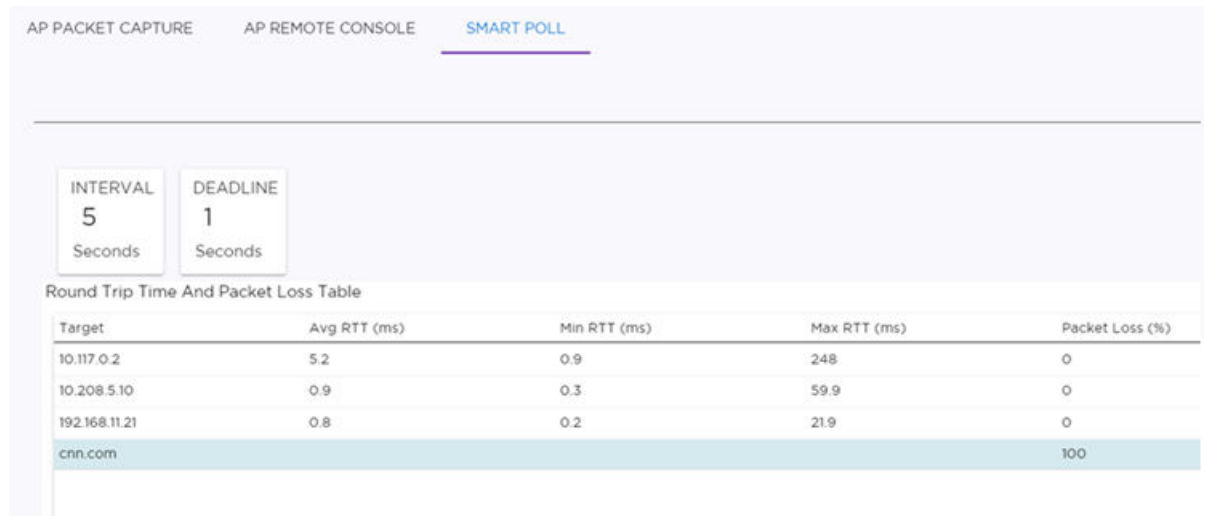 AP PACKET CAPTURE AP REMOTE CONSOLE SMART POLL
INTERVAL DEADLINE
5 1
Seconds Seconds
Round Trip Time And Packet Loss Table
Target Avg RTT (ms) Min RTT (ms) Max RTT (ms) Packet Loss (%)
10.117.0.2 5.2 0.9 248 0
10.208.5.10 0.9 0.3 59.9 0
192.168.11.21 0.8 0.2 21.9 0
cnn.com 100